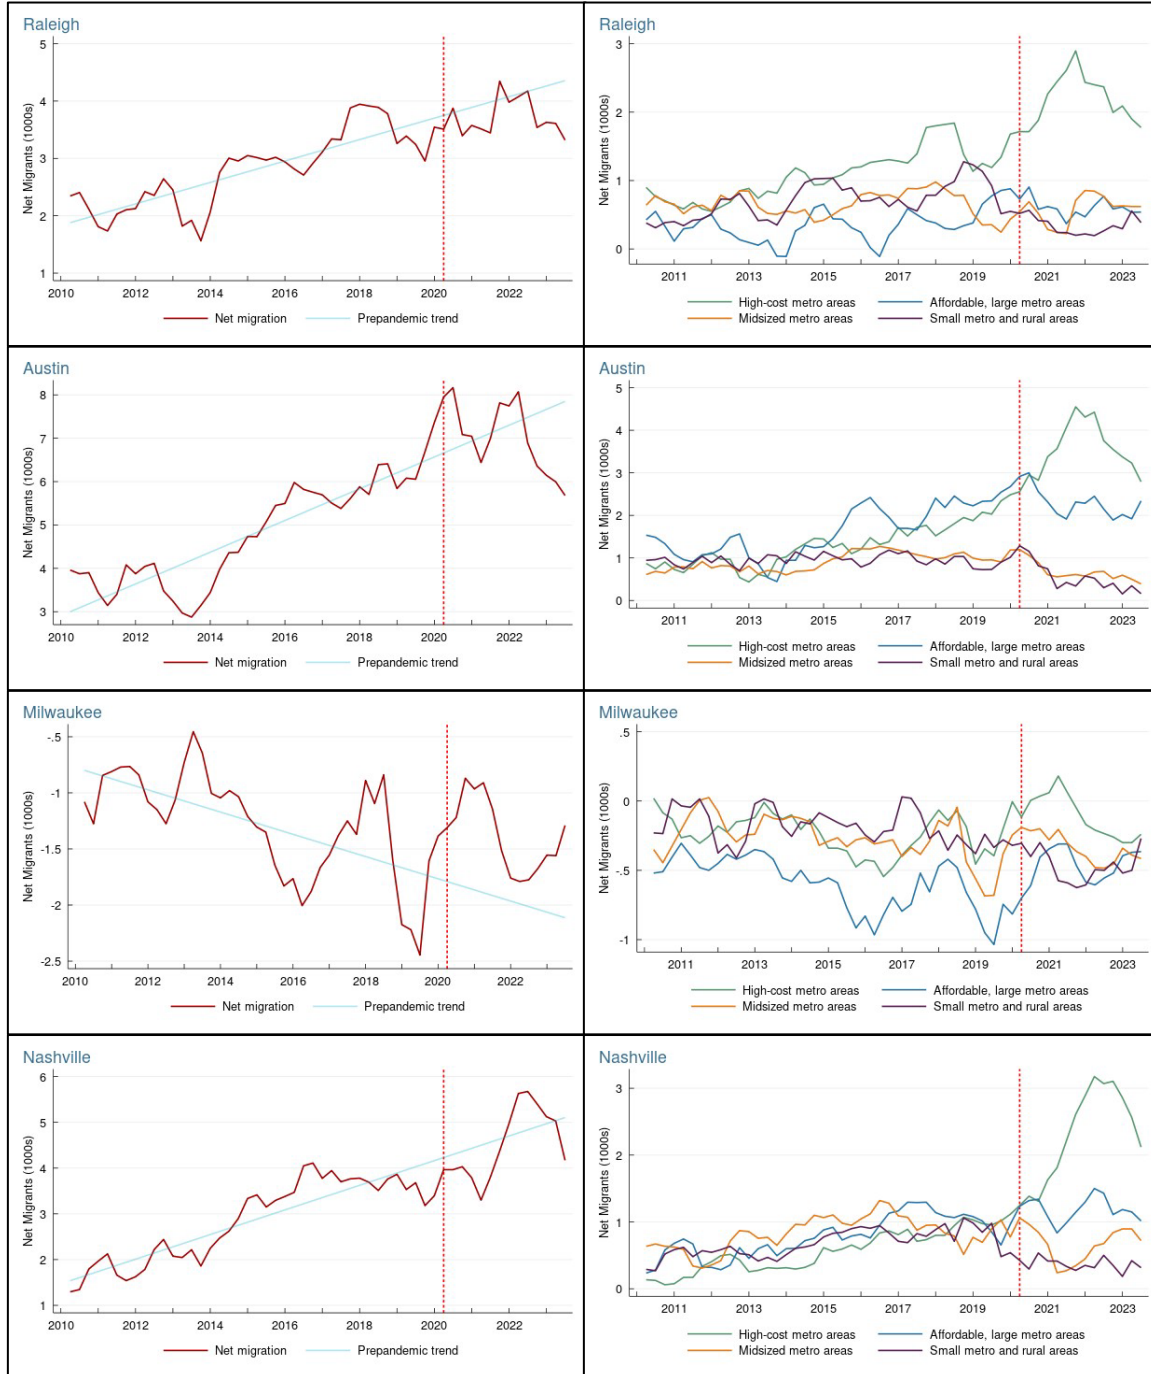 Raleigh
Net Migrants (1000s)
5
4
3
2
1
2010 2012 2014 2016 2018 2020 2022
Net migration Prepandemic trend
Raleigh
Net Migrants (1000s)
3
2
1
0
2011 2013 2015 2017 2019 2021 2023
High-cost metro areas Affordable, large metro areas
Midsized metro areas Small metro and rural areas
Austin
Net Migrants (1000s)
8
7
6
5
4
3
2010 2012 2014 2016 2018 2020 2022
Net migration Prepandemic trend
Austin
Net Migrants (1000s)
5
4
3
2
1
0
2011 2013 2015 2017 2019 2021 2023
High-cost metro areas Affordable, large metro areas
Midsized metro areas Small metro and rural areas
Milwaukee
Net Migrants (1000s)
-.5
-1
-1.5
-2
-2.5
2010 2012 2014 2016 2018 2020 2022
Net migration Prepandemic trend
Milwaukee
Net Migrants (1000s)
.5
0
-.5
-1
2011 2013 2015 2017 2019 2021 2023
High-cost metro areas Affordable, large metro areas
Midsized metro areas Small metro and rural areas
Nashville
Net Migrants (1000s)
6
5
4
3
2
1
2010 2012 2014 2016 2018 2020 2022
Net migration Prepandemic trend
Nashville
Net Migrants (1000s)
3
2
1
0
2011 2013 2015 2017 2019 2021 2023
High-cost metro areas Affordable, large metro areas
Midsized metro areas Small metro and rural areas